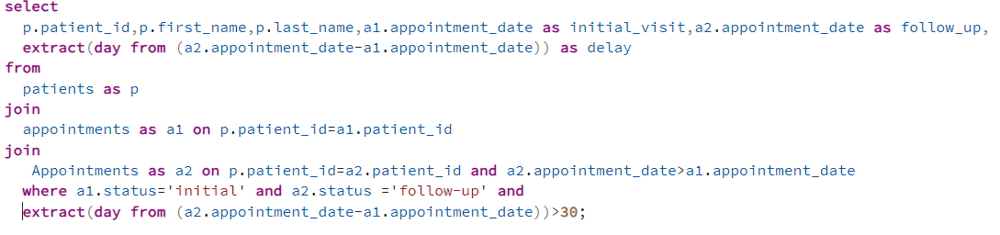 select
p.patient_id,p.first_name,p.last_name,a1.appointment_date as initial_visit,a2.appointment_date as follow_up,
extract(day from (a2.appointment_date-a1.appointment_date)) as delay
from
patients as p
join
appointments as a1 on p.patient_id=a1.patient_id
join
Appointments as a2 on p.patient_id=a2.patient_id and a2.appointment_date>a1.appointment_date
where a1.status='initial' and a2.status ='follow-up' and
extract(day from (a2.appointment_date-a1.appointment_date))>30;